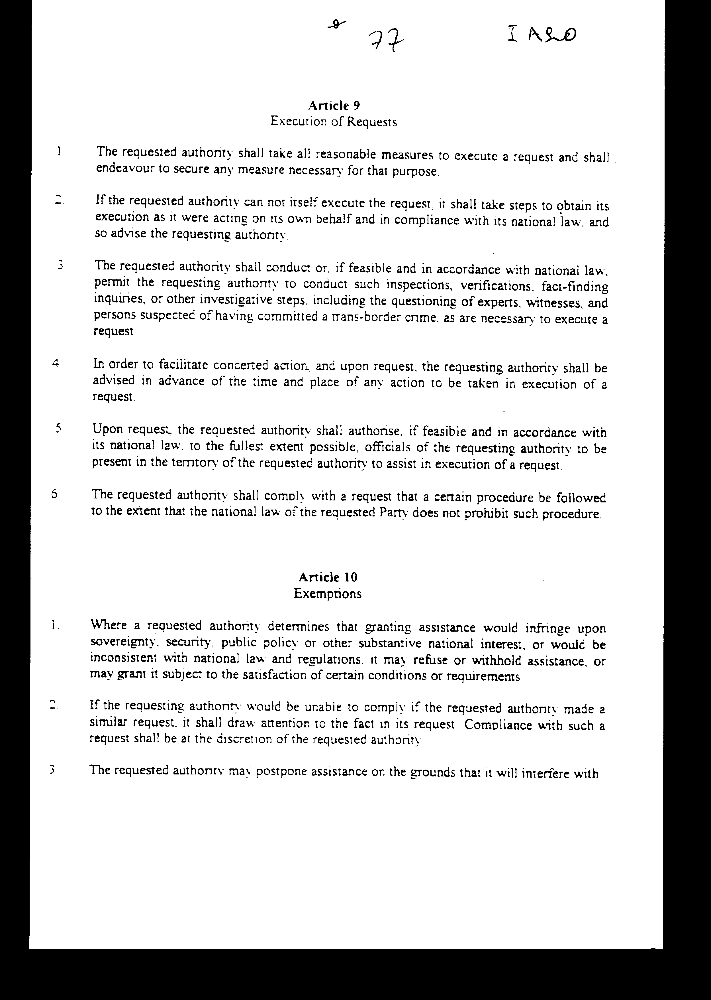 77
Article 9
Execution of Requests
1. The requested authority shall take all reasonable measures to execute a request and shall
endeavour to secure any measure necessary for that purpose.
2. If the requested authority can not itself execute the request, it shall take steps to obtain its
execution as it were acting on its own behalf and in compliance with its national law, and
so advise the requesting authority.
3. The requested authority shall conduct or, if feasible and in accordance with national law,
permit the requesting authority to conduct such inspections, verifications, fact-finding
inquiries, or other investigative steps, including the questioning of experts, witnesses, and
persons suspected of having committed a trans-border crime, as are necessary to execute a
request.
4. In order to facilitate concerted action, and upon request, the requesting authority shall be
advised in advance of the time and place of any action to be taken in execution of a
request.
5. Upon request, the requested authority shall authorise, if feasible and in accordance with
its national law, to the fullest extent possible, officials of the requesting authority to be
present in the territory of the requested authority to assist in execution of a request.
6 The requested authority shall comply with a request that a certain procedure be followed
to the extent that the national law of the requested Party does not prohibit such procedure.
Article 10
Exemptions
1. Where a requested authority determines that granting assistance would infringe upon
sovereignty, security, public policy or other substantive national interest, or would be
inconsistent with national law and regulations, it may refuse or withhold assistance, or
may grant it subject to the satisfaction of certain conditions or requirements
2. If the requesting authority would be unable to comply if the requested authority made a
similar request, it shall draw attention to the fact in its request Compliance with such a
request shall be at the discretion of the requested authority
3 The requested authority may postpone assistance on the grounds that it will interfere with